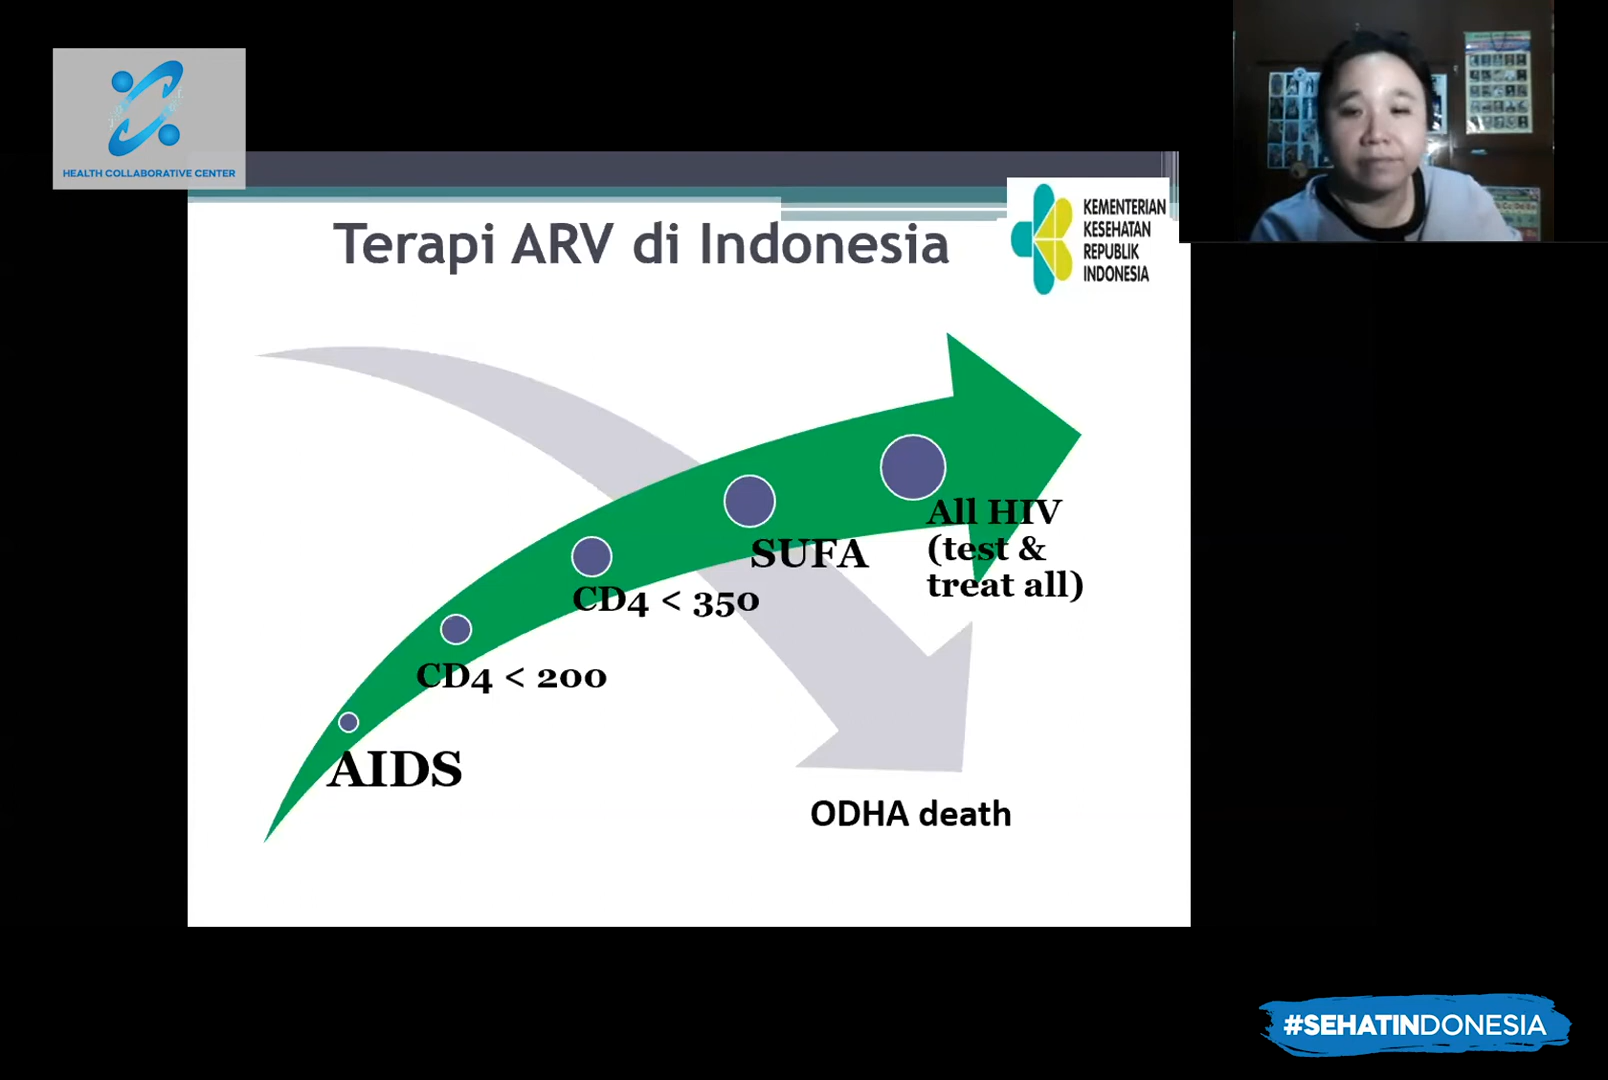 HEALTH COLLABORATIVE CENTER
Terapi ARV di Indonesia
KEMENTERIAN
KESEHATAN
REPUBLIK
INDONESIA
All HIV
(test &
treat all)
SUFA
CD4 < 350
CD4 < 200
AIDS
ODHA death
#SEHATINDONESIA